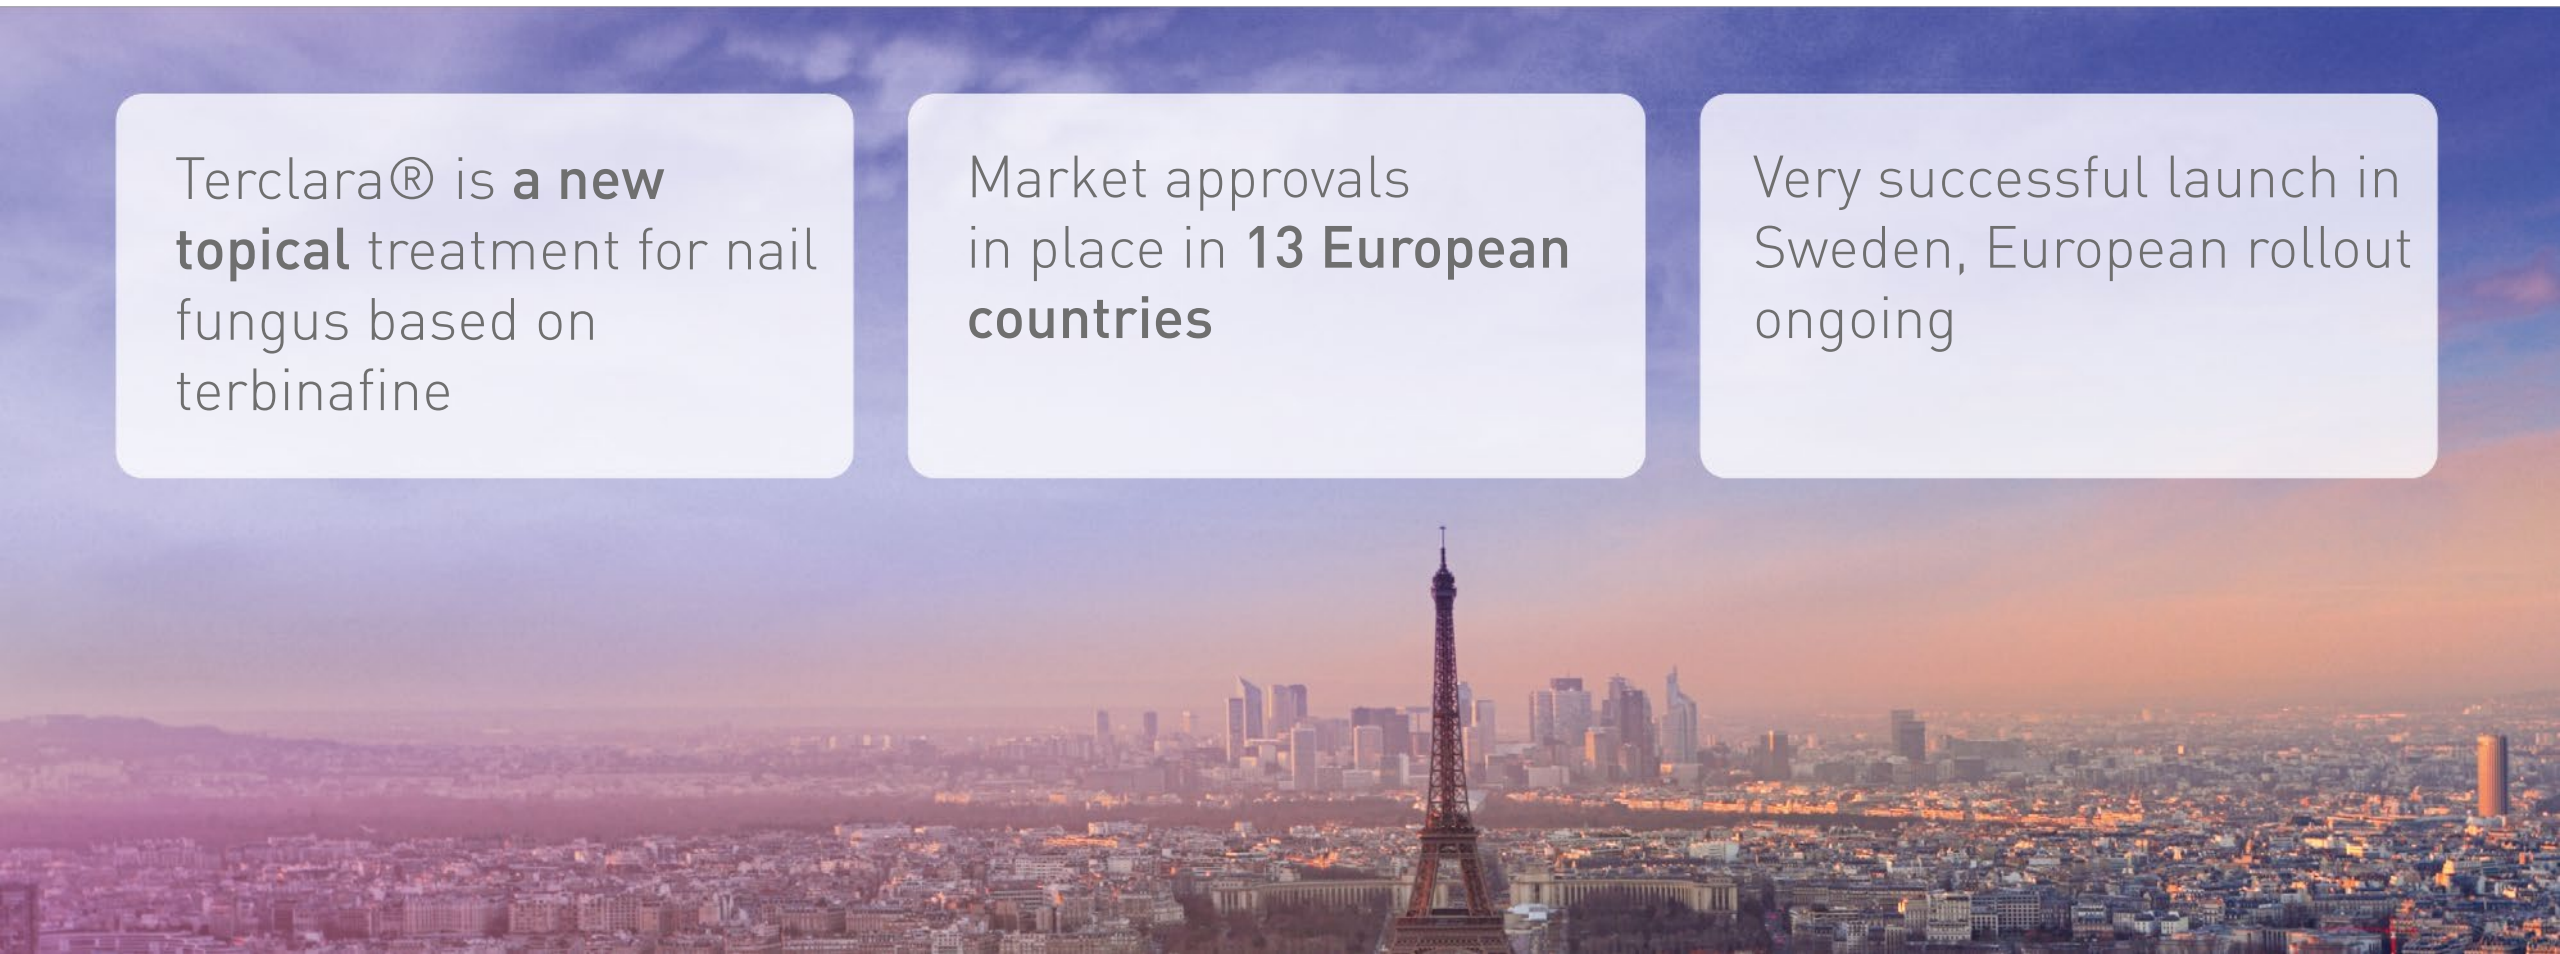 Terclara® is a new
topical treatment for nail
fungus based on
terbinafine
Market approvals
in place in 13 European
countries
Very successful launch in
Sweden, European rollout
ongoing